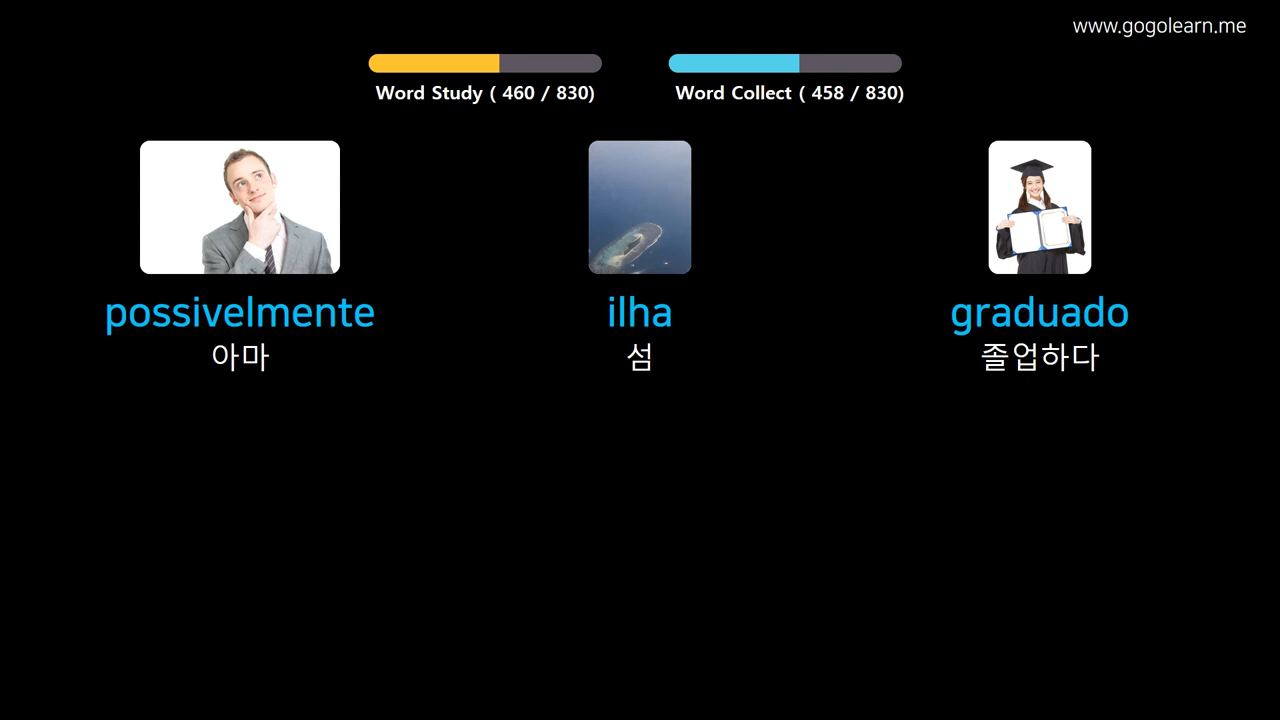 www.gogolearn.me
Word Study ( 460 / 830)
Word Collect ( 458 / 830)
possivelmente
아마
ilha
섬
graduado
졸업하다